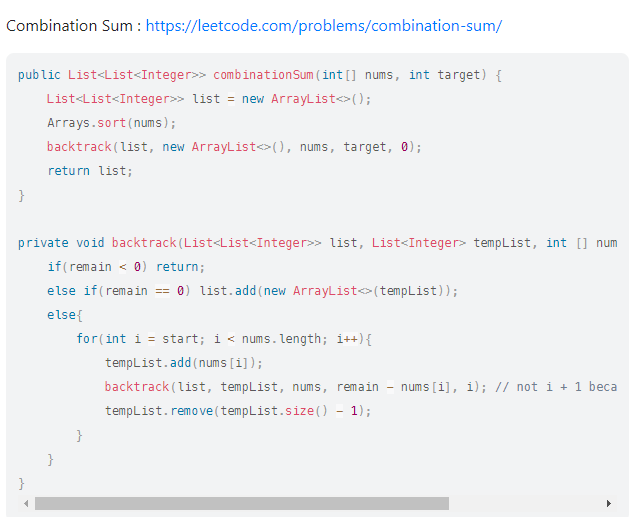 Combination Sum : https://leetcode.com/problems/combination-sum/
public List<List<Integer>> combinationSum(int[] nums, int target) {
    List<List<Integer>> list = new ArrayList<>();
    Arrays.sort(nums);
    backtrack(list, new ArrayList<>(), nums, target, 0);
    return list;
}

private void backtrack(List<List<Integer>> list, List<Integer> tempList, int [] num
    if(remain < 0) return;
    else if(remain == 0) list.add(new ArrayList<>(tempList));
    else{
        for(int i = start; i < nums.length; i++){
            tempList.add(nums[i]);
            backtrack(list, tempList, nums, remain - nums[i], i); // not i + 1 beca
            tempList.remove(tempList.size() - 1);
        }
    }
}